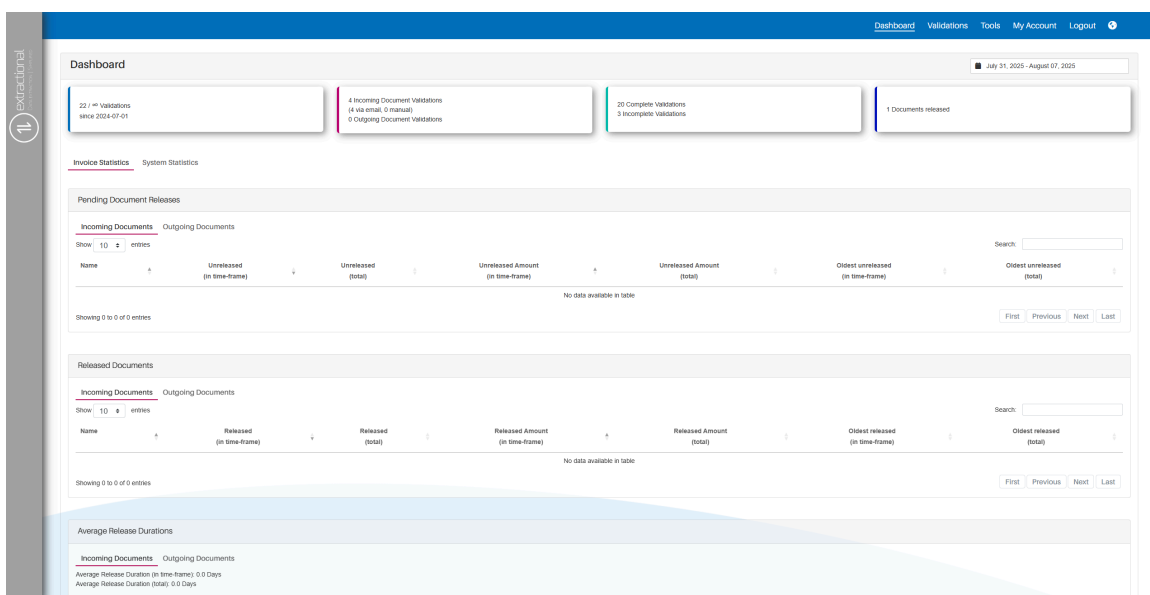 Dashboard Validations Tools My Account Logout
extractional
Dashboard
July 31, 2025 - August 07, 2025
22 / ∞ Validations
since 2024-07-01
4 Incoming Document Validations
(4 via email, 0 manual)
0 Outgoing Document Validations
20 Complete Validations
3 Incomplete Validations
1 Documents released
Invoice Statistics System Statistics
Pending Document Releases
Incoming Documents Outgoing Documents
Show 10 entries Search:
Name Unreleased Unreleased Unreleased Amount Unreleased Amount Oldest unreleased Oldest unreleased
(in time-frame) (total) (in time-frame) (total) (in time-frame) (total)
No data available in table
Showing 0 to 0 of 0 entries First Previous Next Last
Released Documents
Incoming Documents Outgoing Documents
Show 10 entries Search:
Name Released Released Released Amount Released Amount Oldest released Oldest released
(in time-frame) (total) (in time-frame) (total) (in time-frame) (total)
No data available in table
Showing 0 to 0 of 0 entries First Previous Next Last
Average Release Durations
Incoming Documents Outgoing Documents
Average Release Duration (in time-frame): 0.0 Days
Average Release Duration (total): 0.0 Days